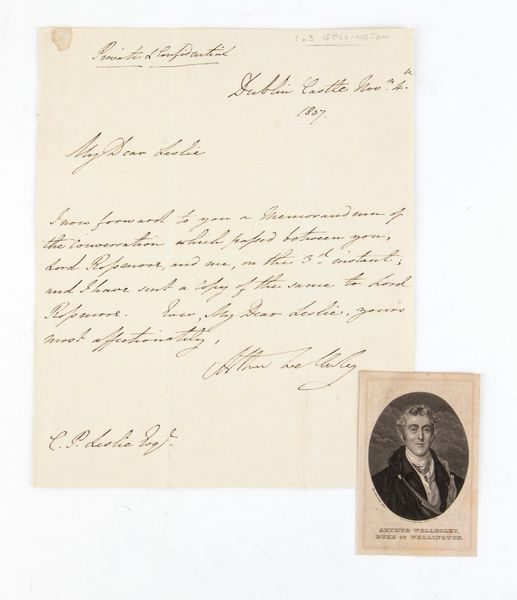 WELLINGTON
Private & Confidential
Dublin Castle Novr 4th
1807.
My Dear Leslie
I now forward to you a Memorandum of
the Conversation which passed between you,
Lord Rossmore, and me, on the 3rd instant;
and I have sent a Copy of the same to Lord
Rossmore. Ever, My Dear Leslie, yours
most affectionately,
Arthur Wellesley
C. P. Leslie Esqr.
ARTHUR WELLESLEY,
DUKE OF WELLINGTON.